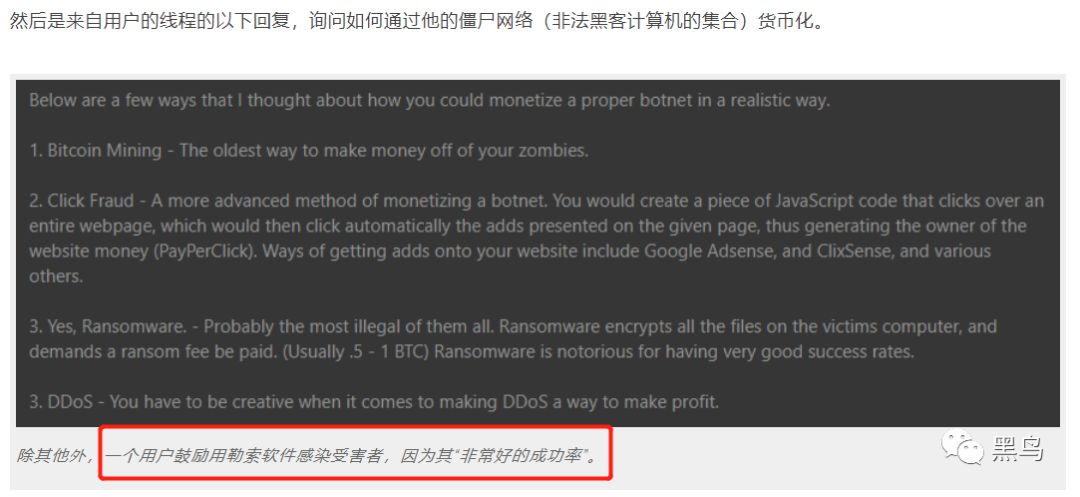 然后是来自用户的线程的以下回复，询问如何通过他的僵尸网络（非法黑客计算机的集合）货币化。
Below are a few ways that I thought about how you could monetize a proper botnet in a realistic way.
1. Bitcoin Mining - The oldest way to make money off of your zombies.
2. Click Fraud - A more advanced method of monetizing a botnet. You would create a piece of JavaScript code that clicks over an
entire webpage, which would then click automatically the adds presented on the given page, thus generating the owner of the
website money (PayPerClick). Ways of getting adds onto your website include Google Adsense, and ClixSense, and various
others.
3. Yes, Ransomware. - Probably the most illegal of them all. Ransomware encrypts all the files on the victims computer, and
demands a ransom fee be paid. (Usually .5 - 1 BTC) Ransomware is notorious for having very good success rates.
3. DDoS - You have to be creative when it comes to making DDoS a way to make profit.
除其他外，一个用户鼓励用勒索软件感染受害者，因为其“非常好的成功率”。
黑鸟